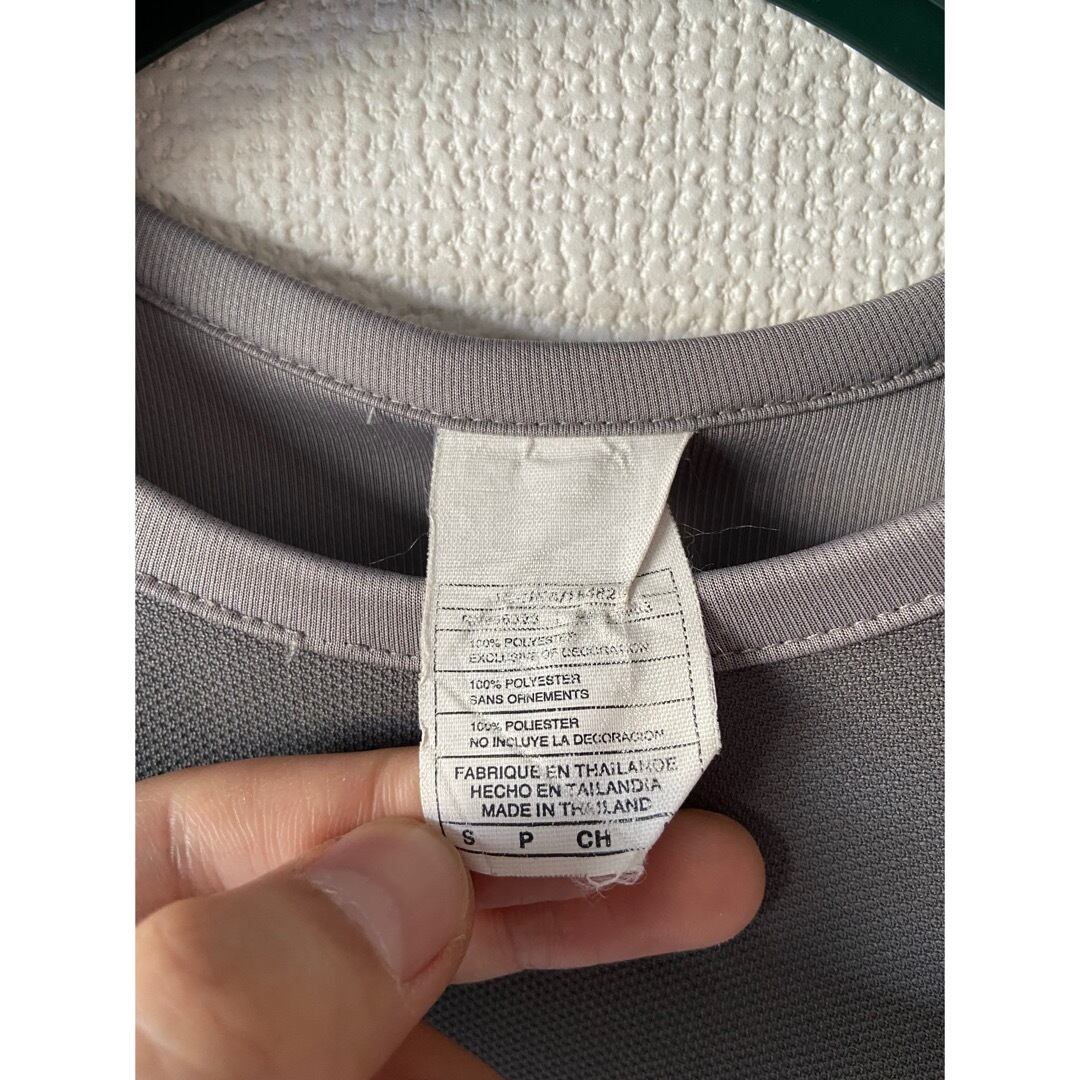 100% POLYESTER
EXCLUSIVE OF DECORATION
100% POLYESTER
SANS ORNEMENTS
100% POLIESTER
NO INCLUYE LA DECORACION
FABRIQUE EN THAILANDE
HECHO EN TAILANDIA
MADE IN THAILAND
S P CH